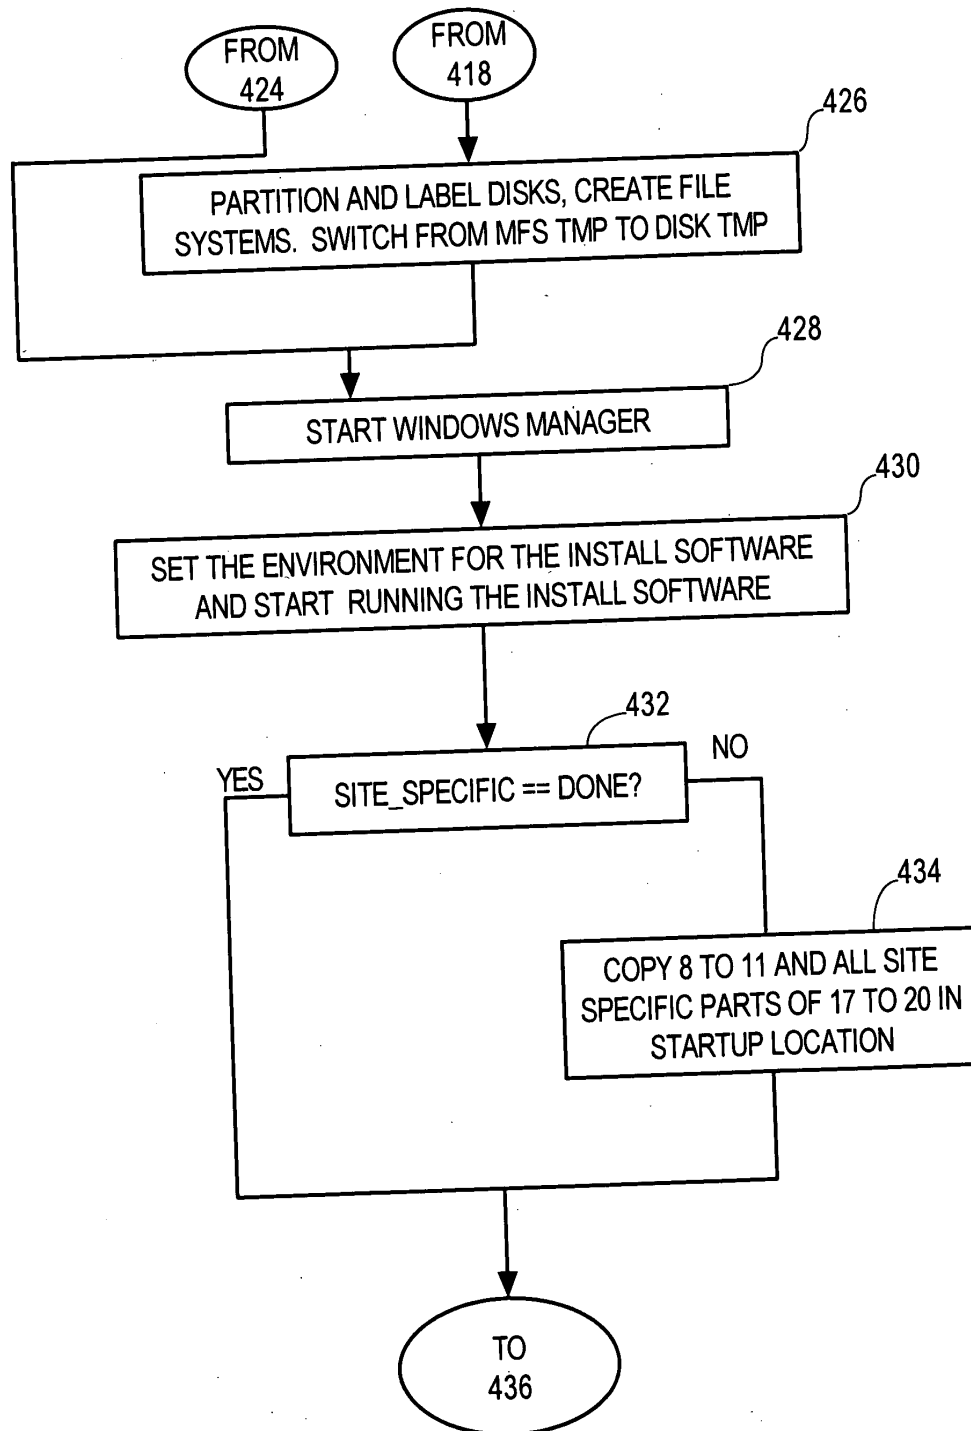 FROM
424
FROM
418
426
PARTITION AND LABEL DISKS, CREATE FILE
SYSTEMS. SWITCH FROM MFS TMP TO DISK TMP
428
START WINDOWS MANAGER
430
SET THE ENVIRONMENT FOR THE INSTALL SOFTWARE
AND START RUNNING THE INSTALL SOFTWARE
432
YES
SITE_SPECIFIC == DONE?
NO
434
COPY 8 TO 11 AND ALL SITE
SPECIFIC PARTS OF 17 TO 20 IN
STARTUP LOCATION
TO
436